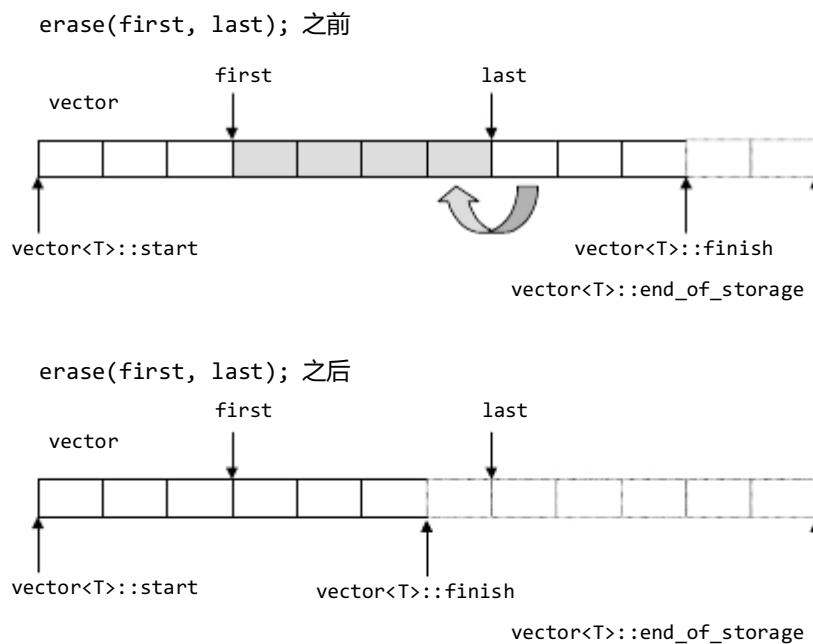 erase(first, last); 之前
first last
vector
vector<T>::start vector<T>::finish
vector<T>::end_of_storage
erase(first, last); 之后
first last
vector
vector<T>::start vector<T>::finish
vector<T>::end_of_storage